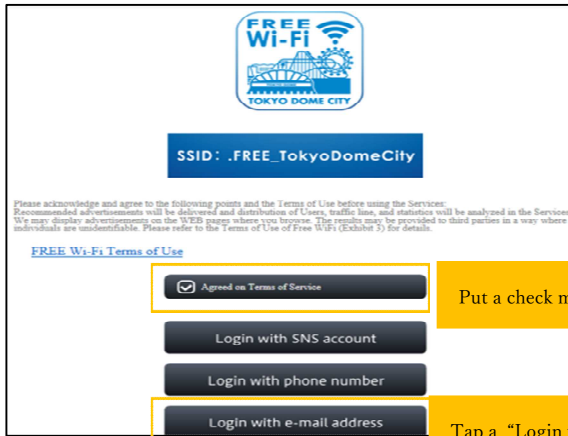 FREE
Wi-Fi
TOKYO DOME CITY
SSID: .FREE_TokyoDomeCity
Please acknowledge and agree to the following points and the Terms of Use before using the Services:
Recommended advertisements will be delivered and distribution of Users, traffic line, and statistics will be analyzed in the Services
We may display advertisements on the WEB pages where you browse. The results may be provided to third parties in a way where
individuals are unidentifiable. Please refer to the Terms of Use of Free WiFi (Exhibit 3) for details.
FREE Wi-Fi Terms of Use
Agreed on Terms of Service
Put a check m
Login with SNS account
Login with phone number
Login with e-mail address
Tap a "Login